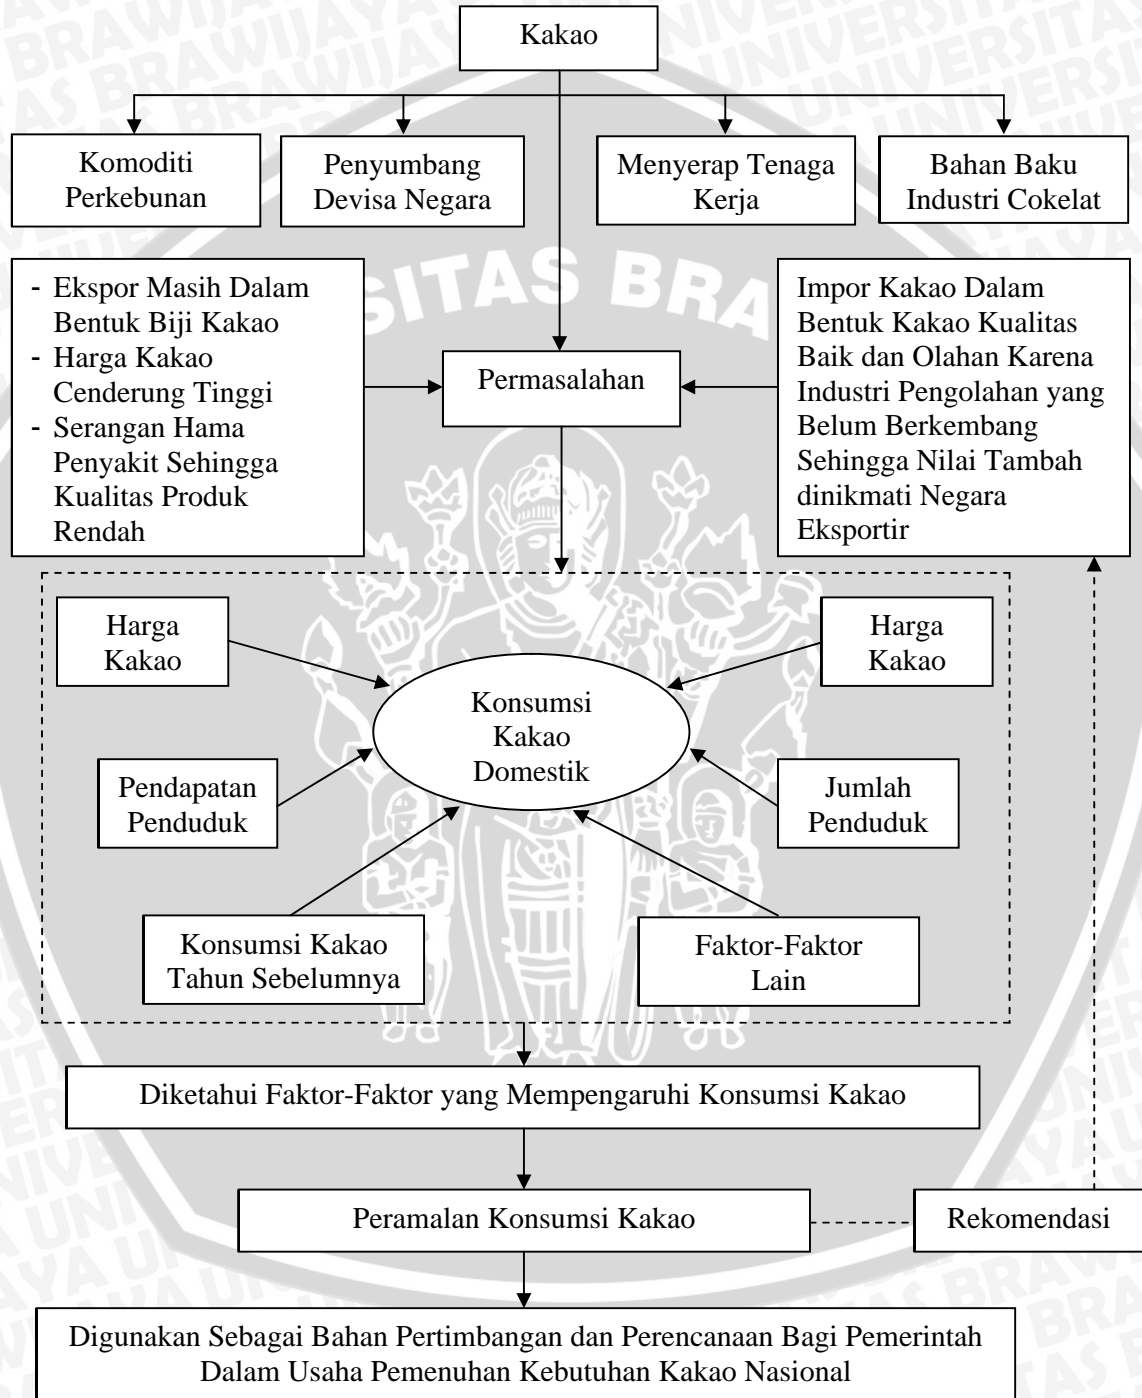 Kakao
Komoditi
Perkebunan
Penyumbang
Devisa Negara
Menyerap Tenaga
Kerja
Bahan Baku
Industri Cokelat
- Ekspor Masih Dalam
Bentuk Biji Kakao
- Harga Kakao
Cenderung Tinggi
- Serangan Hama
Penyakit Sehingga
Kualitas Produk
Rendah
Permasalahan
Impor Kakao Dalam
Bentuk Kakao Kualitas
Baik dan Olahan Karena
Industri Pengolahan yang
Belum Berkembang
Sehingga Nilai Tambah
dinikmati Negara
Eksportir
SITAS BRA
Harga
Kakao
Harga
Kakao
Konsumsi
Kakao
Domestik
Pendapatan
Penduduk
Jumlah
Penduduk
Konsumsi Kakao
Tahun Sebelumnya
Faktor-Faktor
Lain
Diketahui Faktor-Faktor yang Mempengaruhi Konsumsi Kakao
Peramalan Konsumsi Kakao
Rekomendasi
Digunakan Sebagai Bahan Pertimbangan dan Perencanaan Bagi Pemerintah
Dalam Usaha Pemenuhan Kebutuhan Kakao Nasional